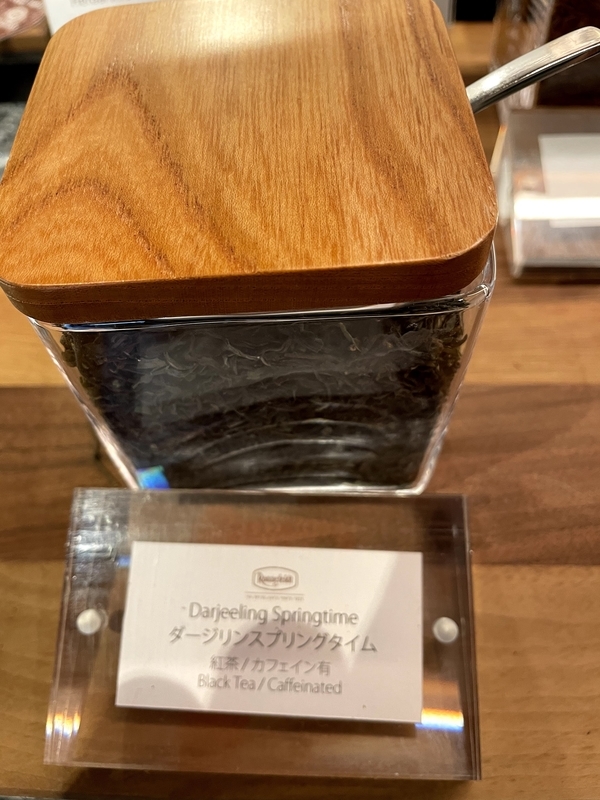 Ronnefeldt
Darjeeling Springtime
ダージリンスプリングタイム
紅茶 / カフェイン有
Black Tea / Caffeinated